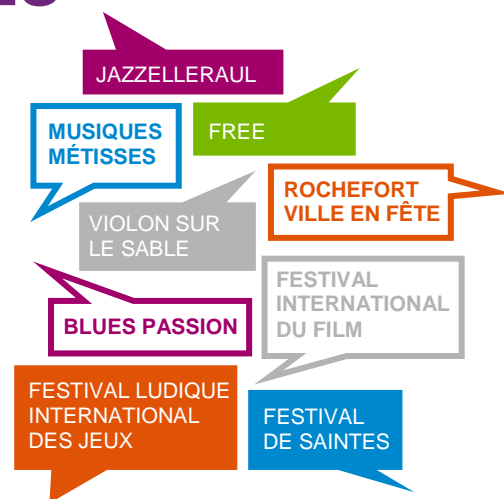 JAZZELLERAUL
FREE
MUSIQUES
MÉTISSES
ROCHEFORT
VILLE EN FÊTE
VIOLON SUR
LE SABLE
FESTIVAL
INTERNATIONAL
DU FILM
BLUES PASSION
FESTIVAL LUDIQUE
INTERNATIONAL
DES JEUX
FESTIVAL
DE SAINTES